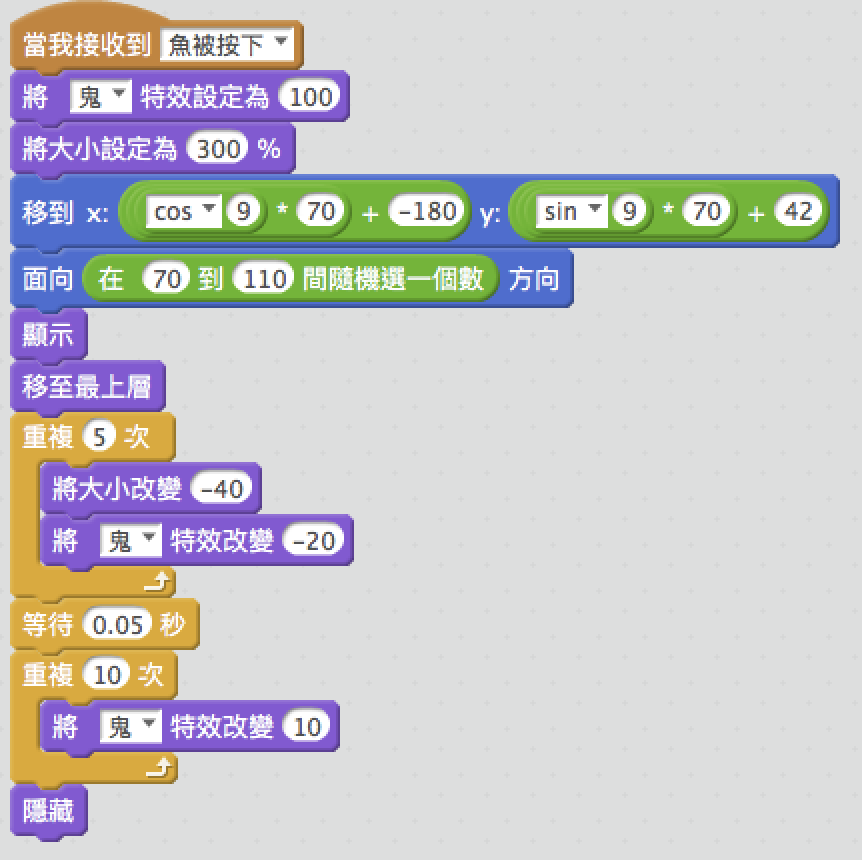 當我接收到 魚被按下
將 鬼 特效設定為 100
將大小設定為 300 %
移到 x: cos 9 * 70 + -180 y: sin 9 * 70 + 42
面向 在 70 到 110 間隨機選一個數 方向
顯示
移至最上層
重複 5 次
將大小改變 -40
將 鬼 特效改變 -20
等待 0.05 秒
重複 10 次
將 鬼 特效改變 10
隱藏